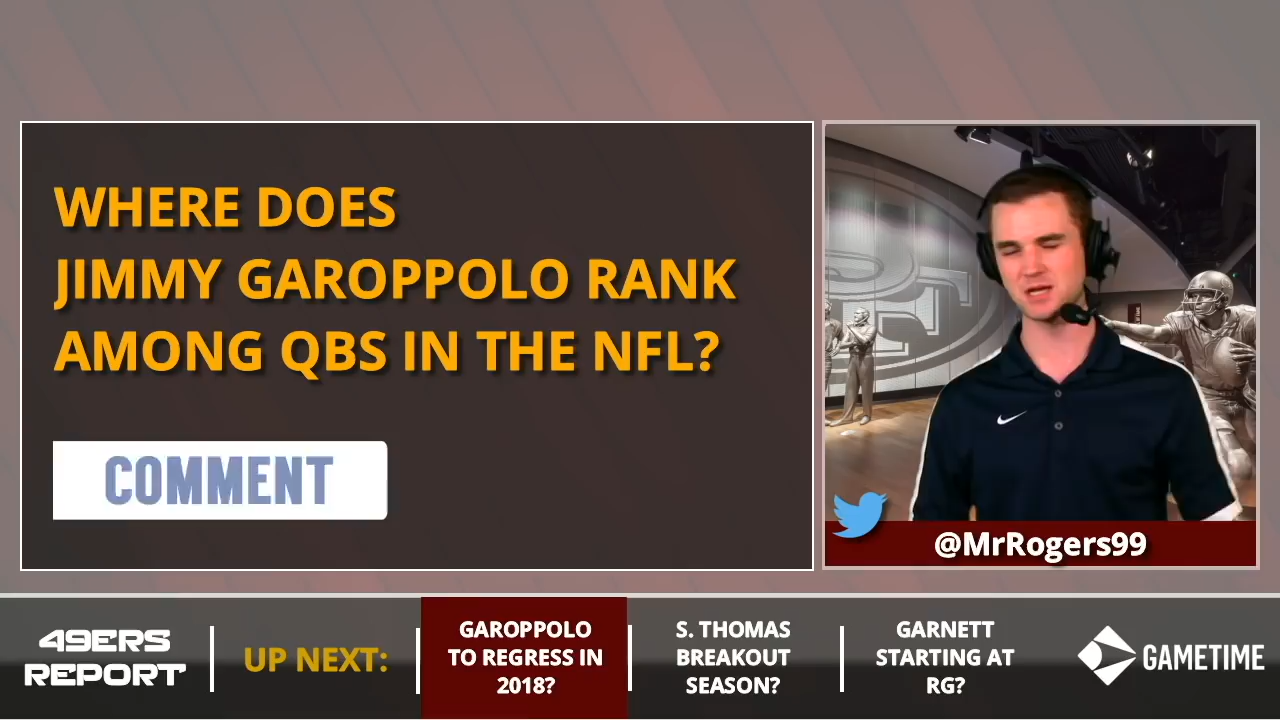 WHERE DOES
JIMMY GAROPPOLO RANK
AMONG QBS IN THE NFL?
COMMENT
@MrRogers99
49ERS
REPORT
UP NEXT:
GAROPPOLO
TO REGRESS IN
2018?
S. THOMAS
BREAKOUT
SEASON?
GARNETT
STARTING AT
RG?
GAMETIME